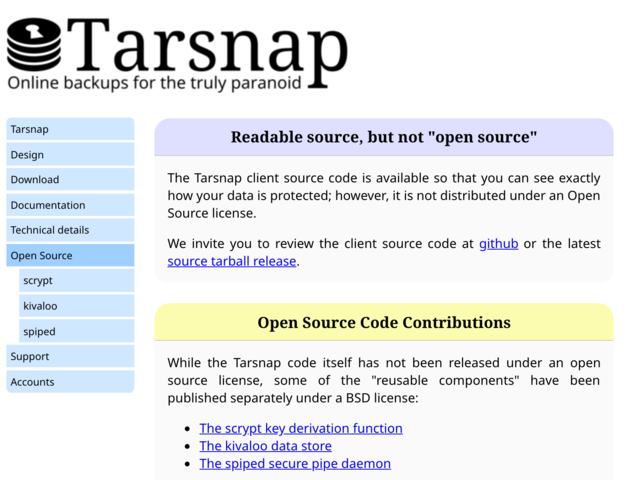 Tarsnap
Online backups for the truly paranoid
Tarsnap
Design
Download
Documentation
Technical details
Open Source
scrypt
kivaloo
spiped
Support
Accounts
Readable source, but not "open source"
The Tarsnap client source code is available so that you can see exactly
how your data is protected; however, it is not distributed under an Open
Source license.
We invite you to review the client source code at github or the latest
source tarball release.
Open Source Code Contributions
While the Tarsnap code itself has not been released under an open
source license, some of the "reusable components" have been
published separately under a BSD license:
The scrypt key derivation function
The kivaloo data store
The spiped secure pipe daemon